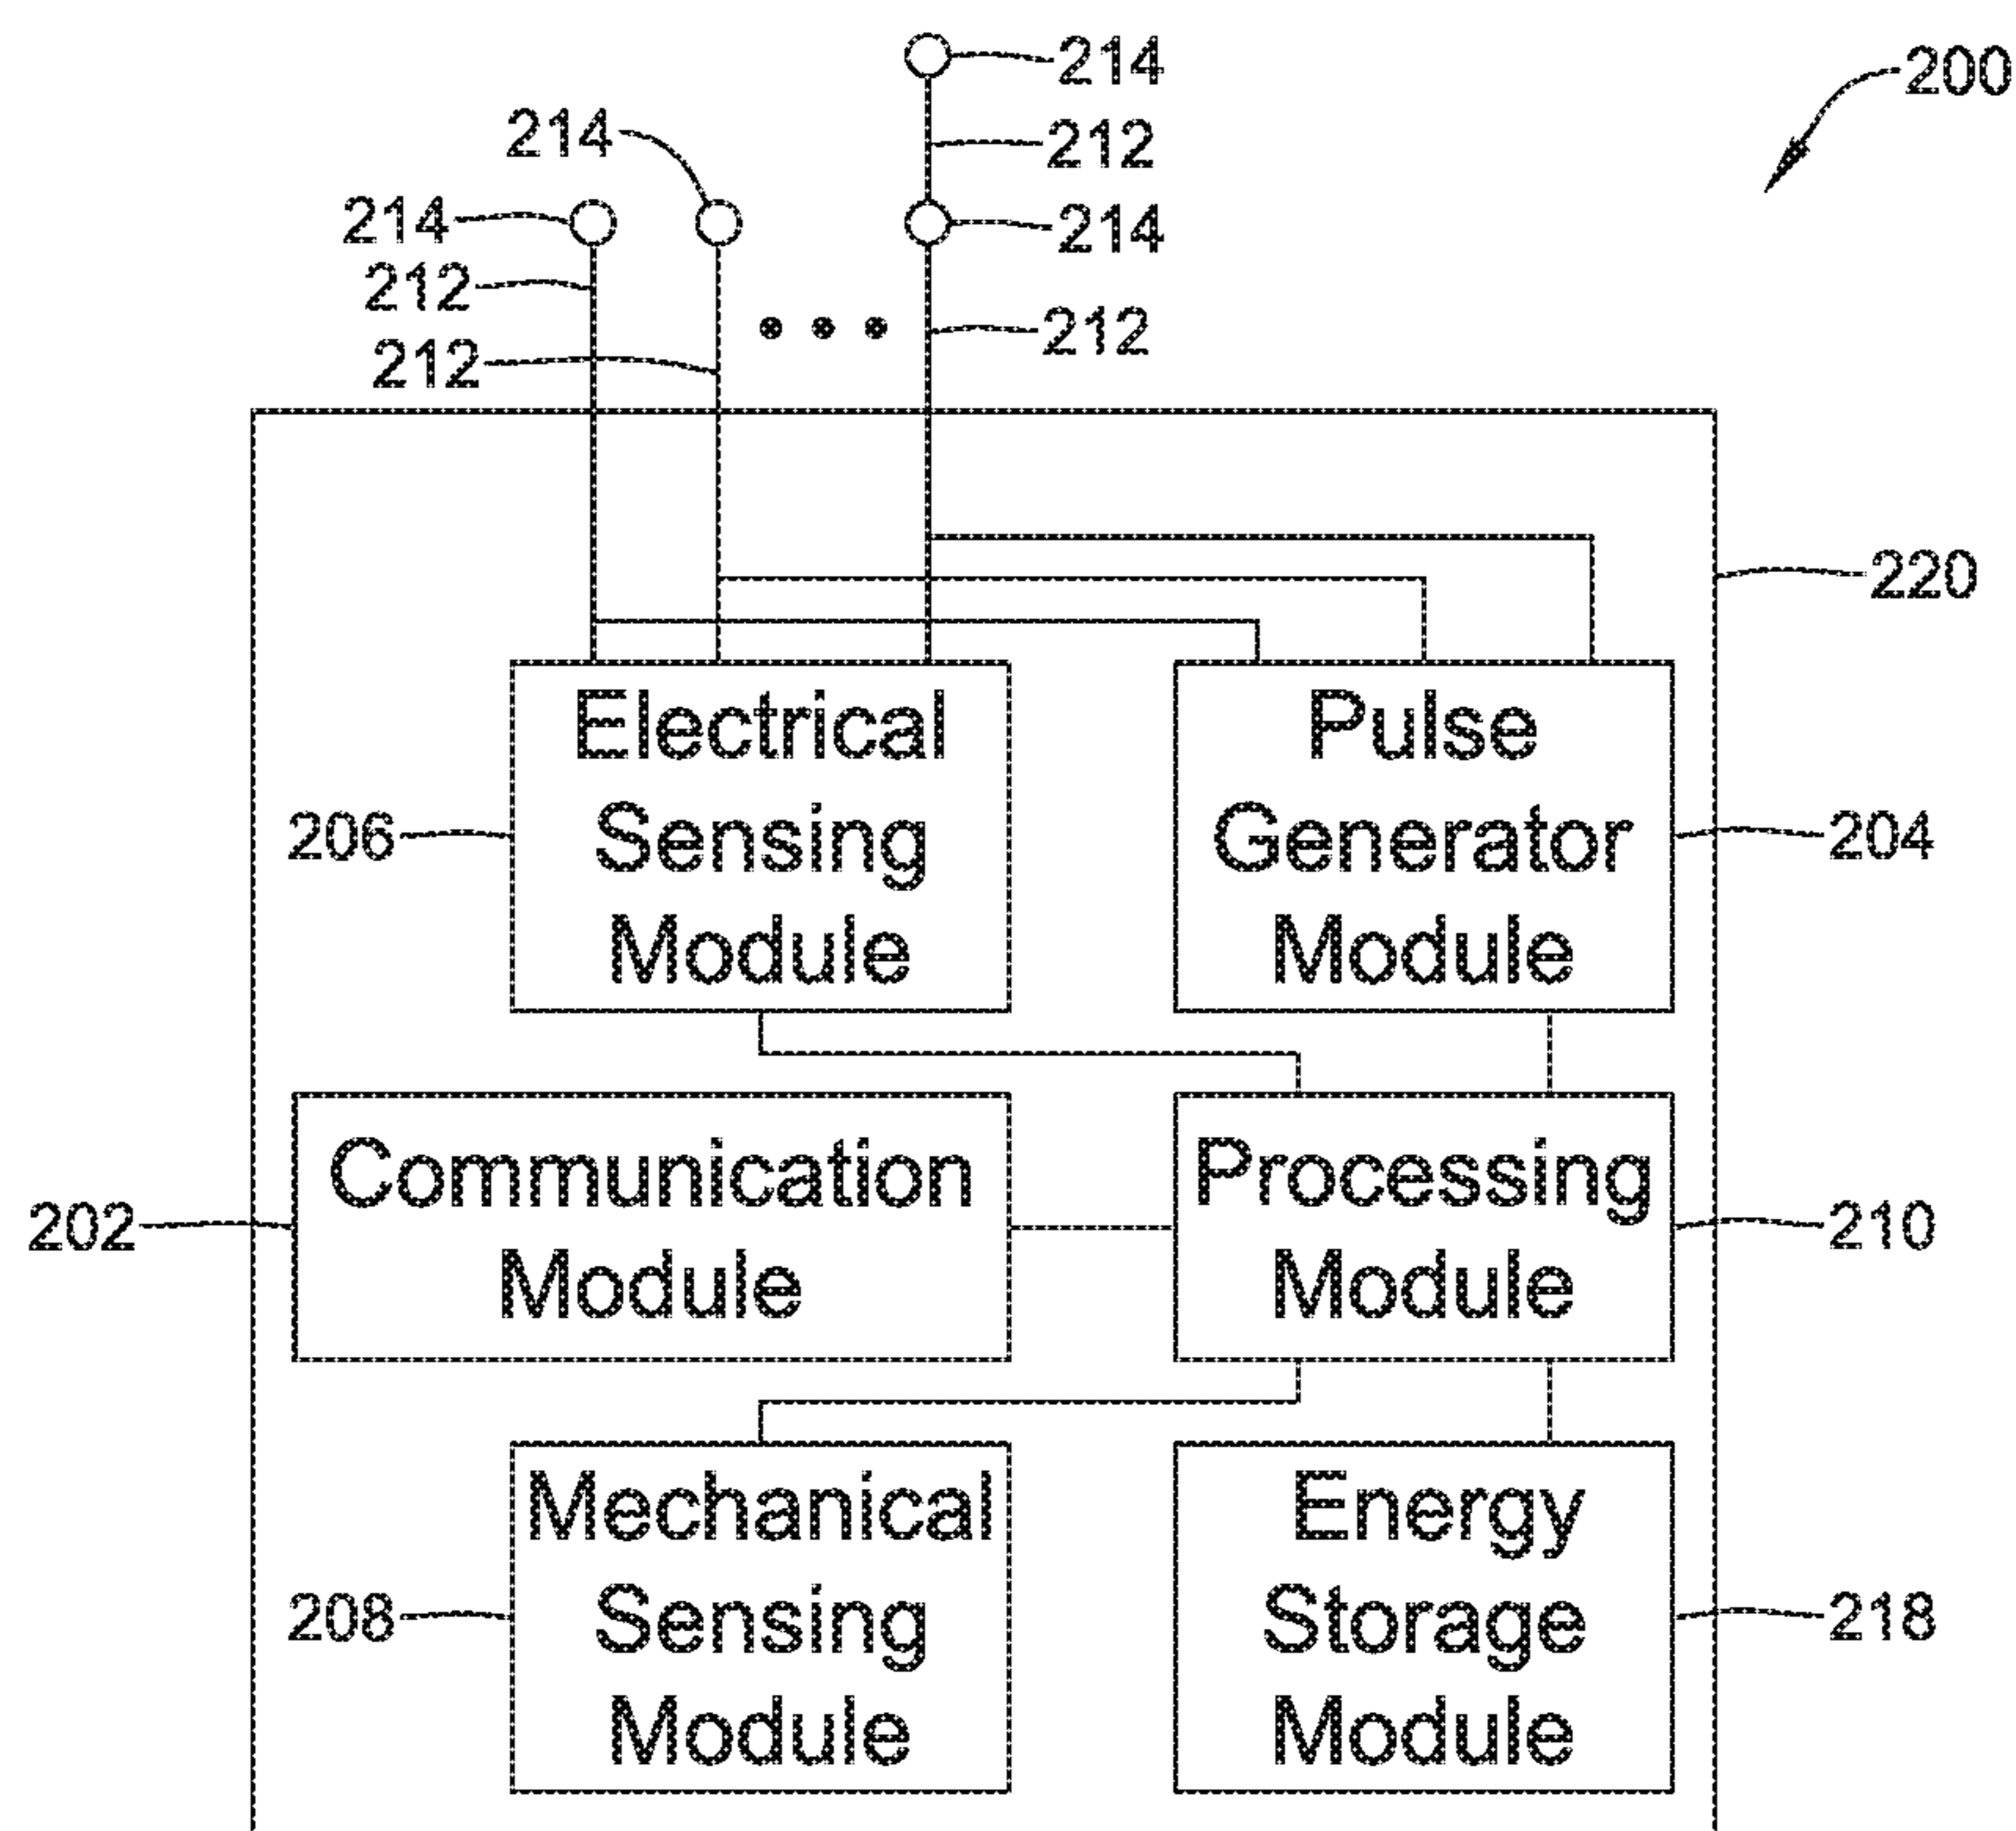 214
200
214
212
214
214
212
212
212
220
Electrical
Sensing
Module
206
Pulse
Generator
Module
204
Communication
Module
202
Processing
Module
210
Mechanical
Sensing
Module
208
Energy
Storage
Module
218